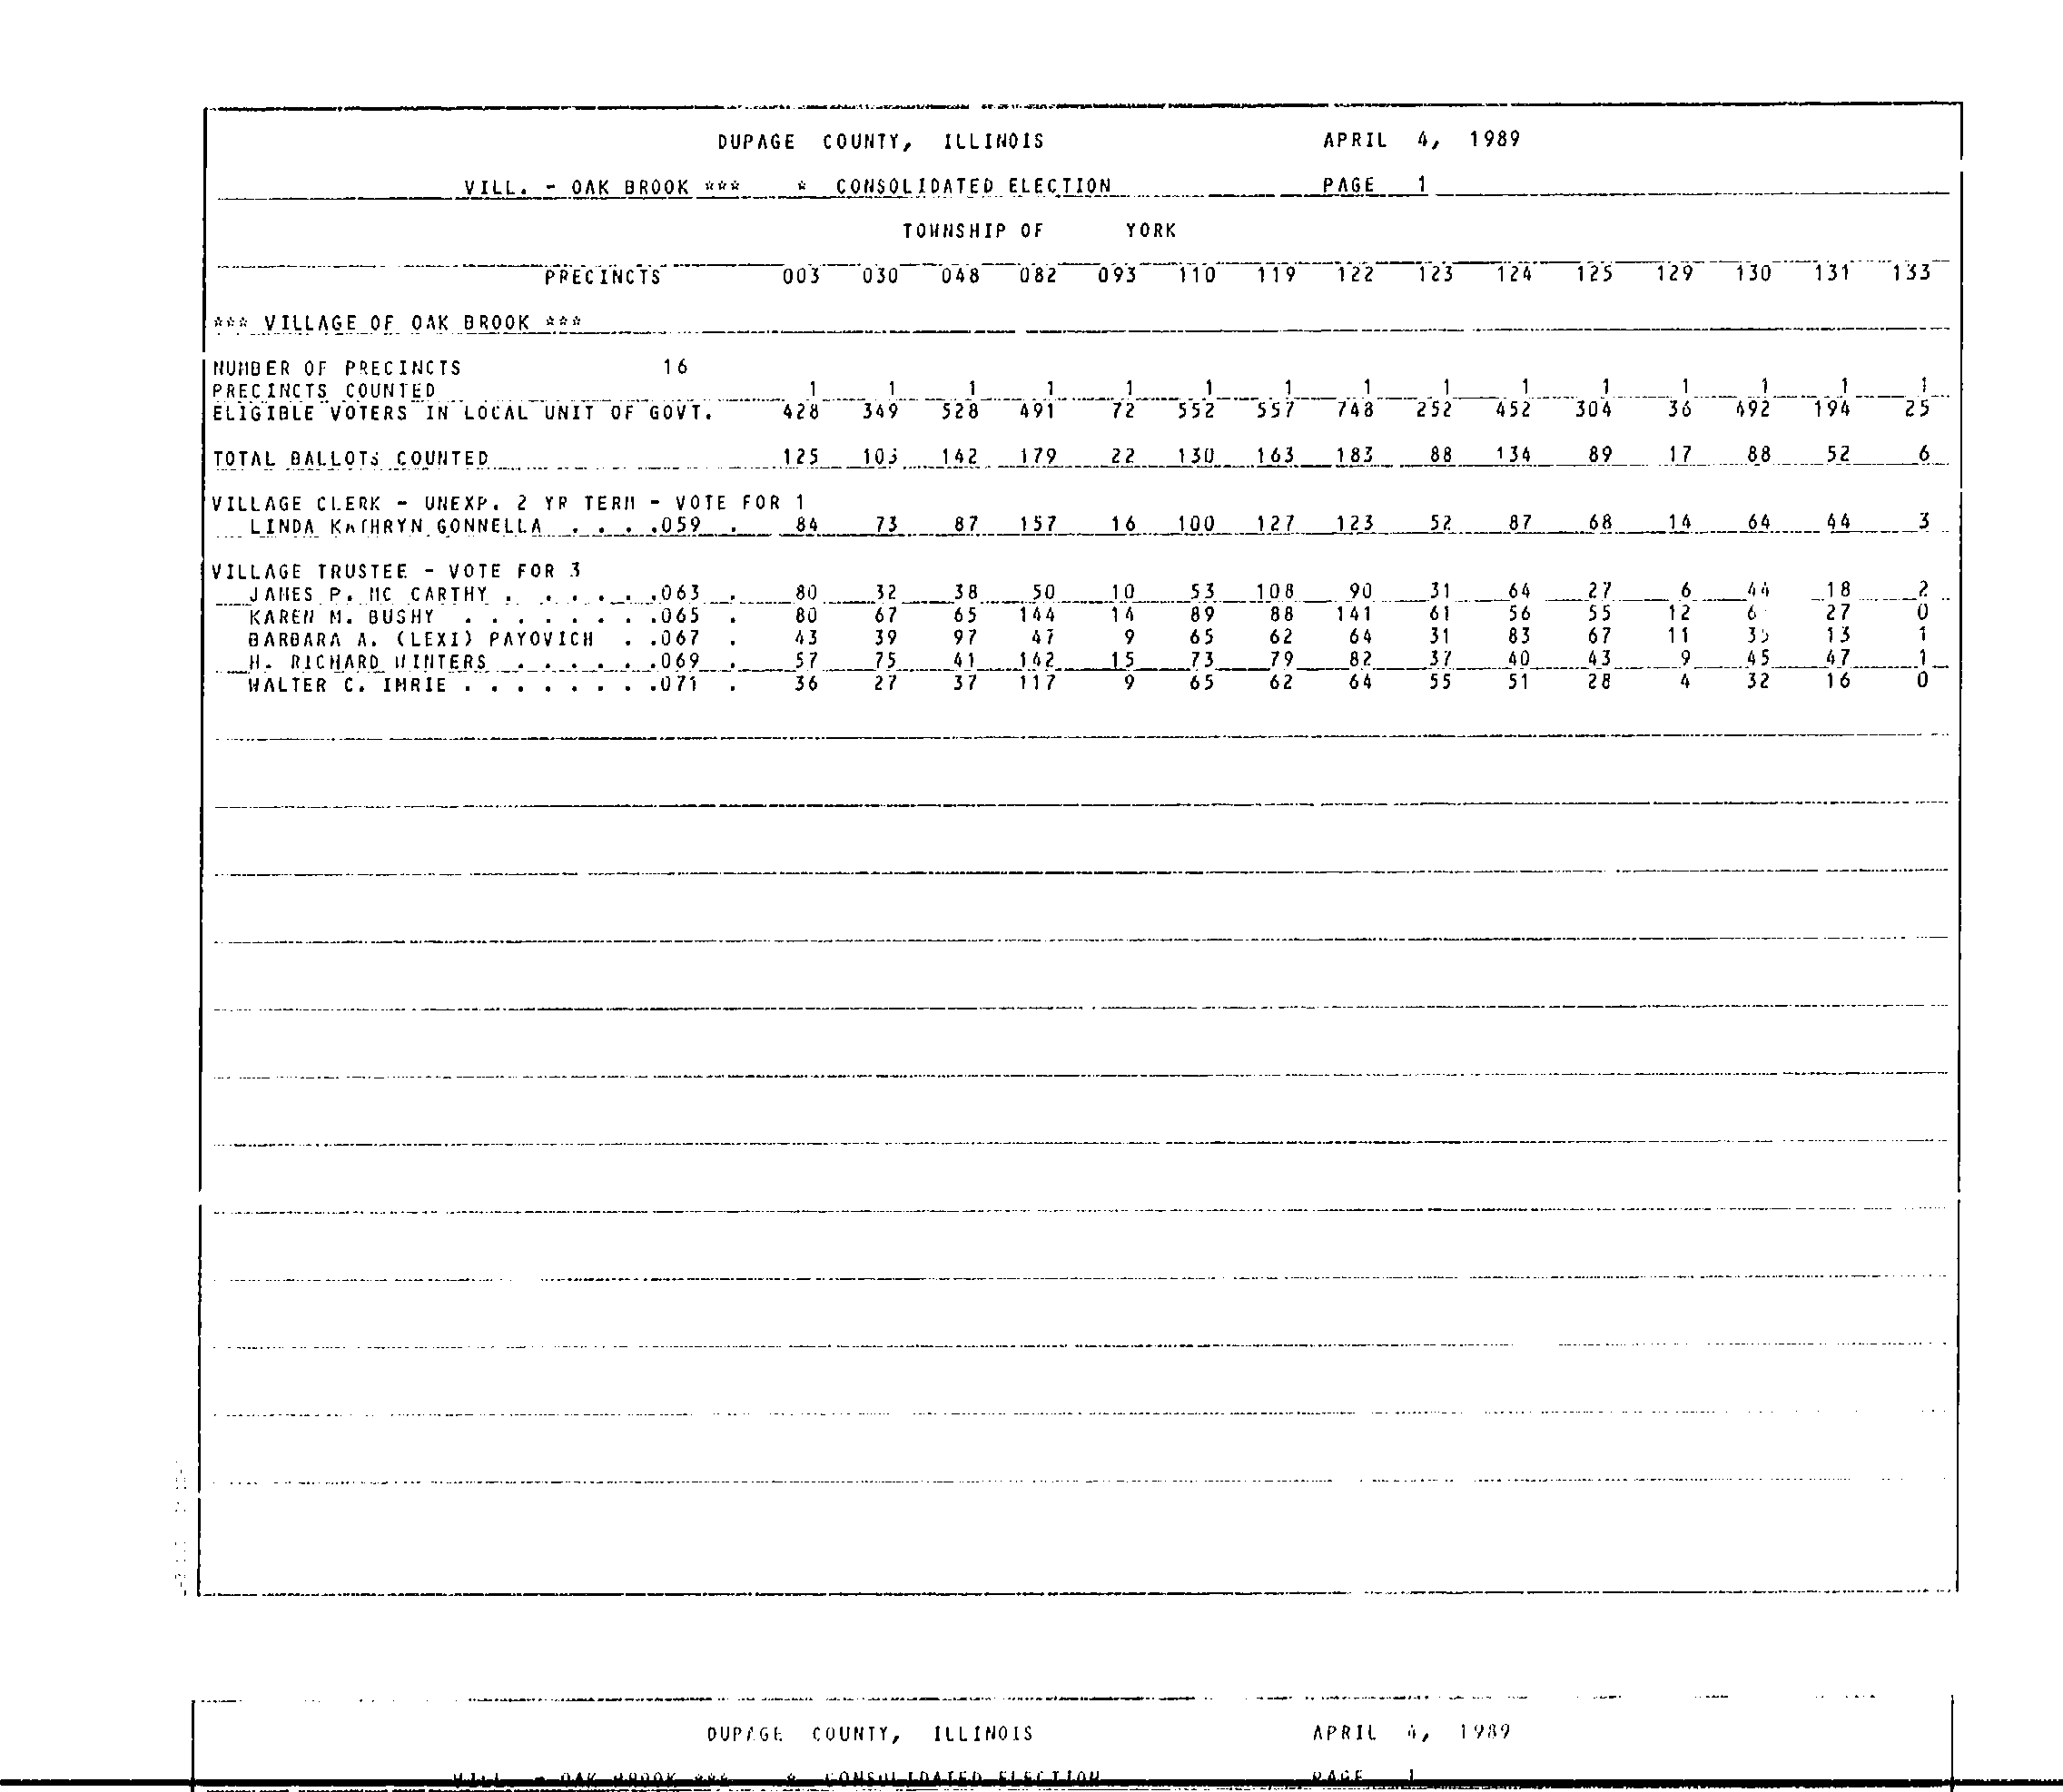 DUPAGE COUNTY, ILLINOIS APRIL 4, 1989
VILL. - OAK BROOK *** * CONSOLIDATED ELECTION PAGE 1
TOWNSHIP OF YORK
PRECINCTS 003 030 048 082 093 110 119 122 123 124 125 129 130 131 133
*** VILLAGE OF OAK BROOK ***
NUMBER OF PRECINCTS 16
PRECINCTS COUNTED 1 1 1 1 1 1 1 1 1 1 1 1 1 1 1
ELIGIBLE VOTERS IN LOCAL UNIT OF GOVT. 428 349 528 491 72 552 557 748 252 452 304 36 492 194 25
TOTAL BALLOTS COUNTED 125 103 142 179 22 130 163 183 88 134 89 17 88 52 6
VILLAGE CLERK - UNEXP. 2 YR TERM - VOTE FOR 1
LINDA KATHRYN GONNELLA . . . .059 . 84 73 87 157 16 100 127 123 52 87 68 14 64 44 3
VILLAGE TRUSTEE - VOTE FOR 3
JAMES P. MC CARTHY . . . . . .063 . 80 32 38 50 10 53 108 90 31 64 27 6 44 18 2
KAREN M. BUSHY . . . . . . . .065 . 80 67 65 144 14 89 88 141 61 56 55 12 27 0
BARBARA A. (LEXI) PAYOVICH . .067 . 43 39 97 47 9 65 62 64 31 83 67 11 13 1
H. RICHARD WINTERS . . . . . .069 . 57 75 41 142 15 73 79 82 37 40 43 9 45 47 1
WALTER C. IMRIE . . . . . . . .071 . 36 27 37 117 9 65 62 64 55 51 28 4 32 16 0
DUPAGE COUNTY, ILLINOIS APRIL 4, 1989
VILL. - OAK BROOK *** * CONSOLIDATED ELECTION PAGE 1